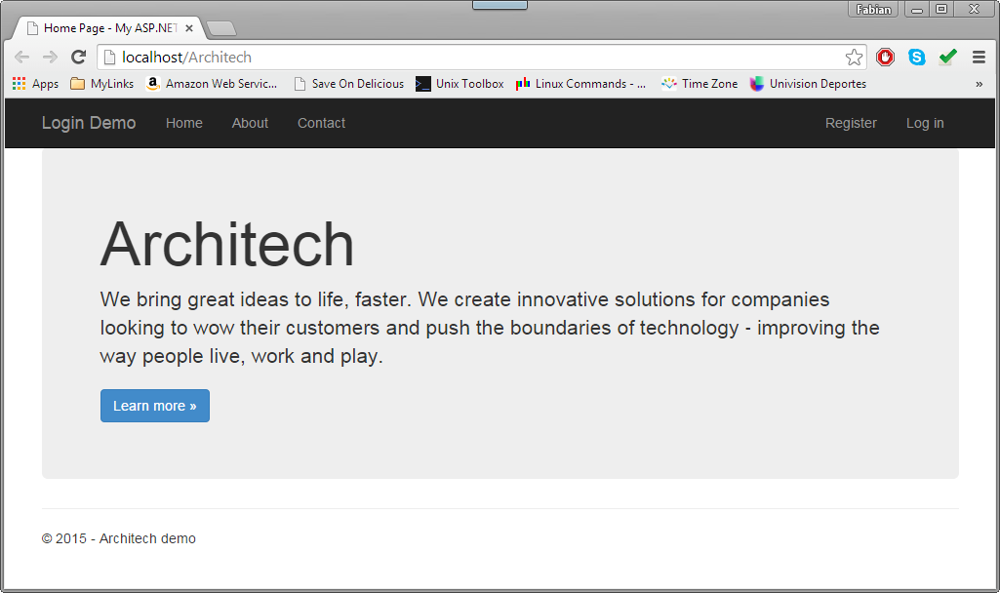 Fabian
Home Page - My ASP.NET
localhost/Architech
Apps MyLinks Amazon Web Servic... Save On Delicious Unix Toolbox Linux Commands - ... Time Zone Univision Deportes »
Login Demo Home About Contact Register Log in
Architech
We bring great ideas to life, faster. We create innovative solutions for companies
looking to wow their customers and push the boundaries of technology - improving the
way people live, work and play.
Learn more »
© 2015 - Architech demo